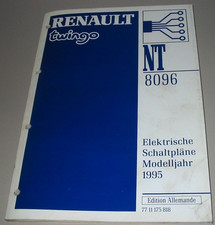 RENAULT
twingo
NT
8096
Elektrische
Schaltpläne
Modelljahr
1995
Edition Allemande